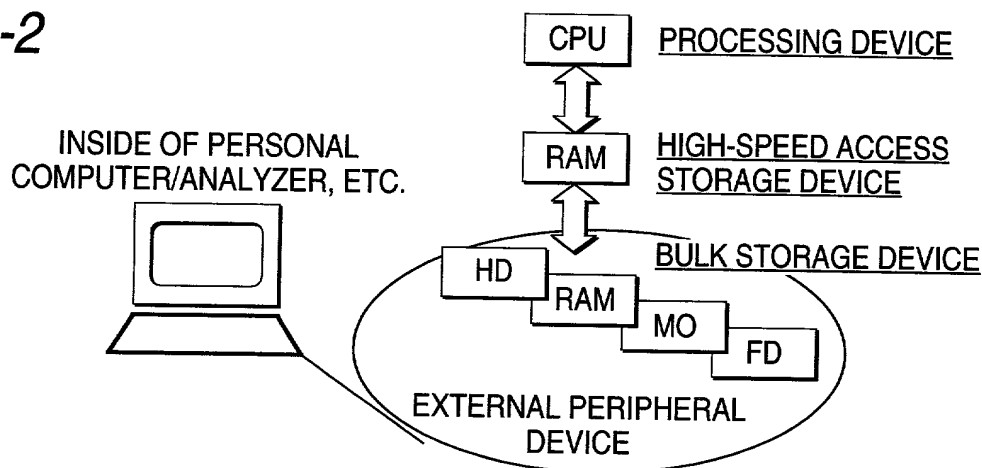 -2
CPU
PROCESSING DEVICE
INSIDE OF PERSONAL
COMPUTER/ANALYZER, ETC.
RAM
HIGH-SPEED ACCESS
STORAGE DEVICE
BULK STORAGE DEVICE
HD
RAM
MO
FD
EXTERNAL PERIPHERAL
DEVICE